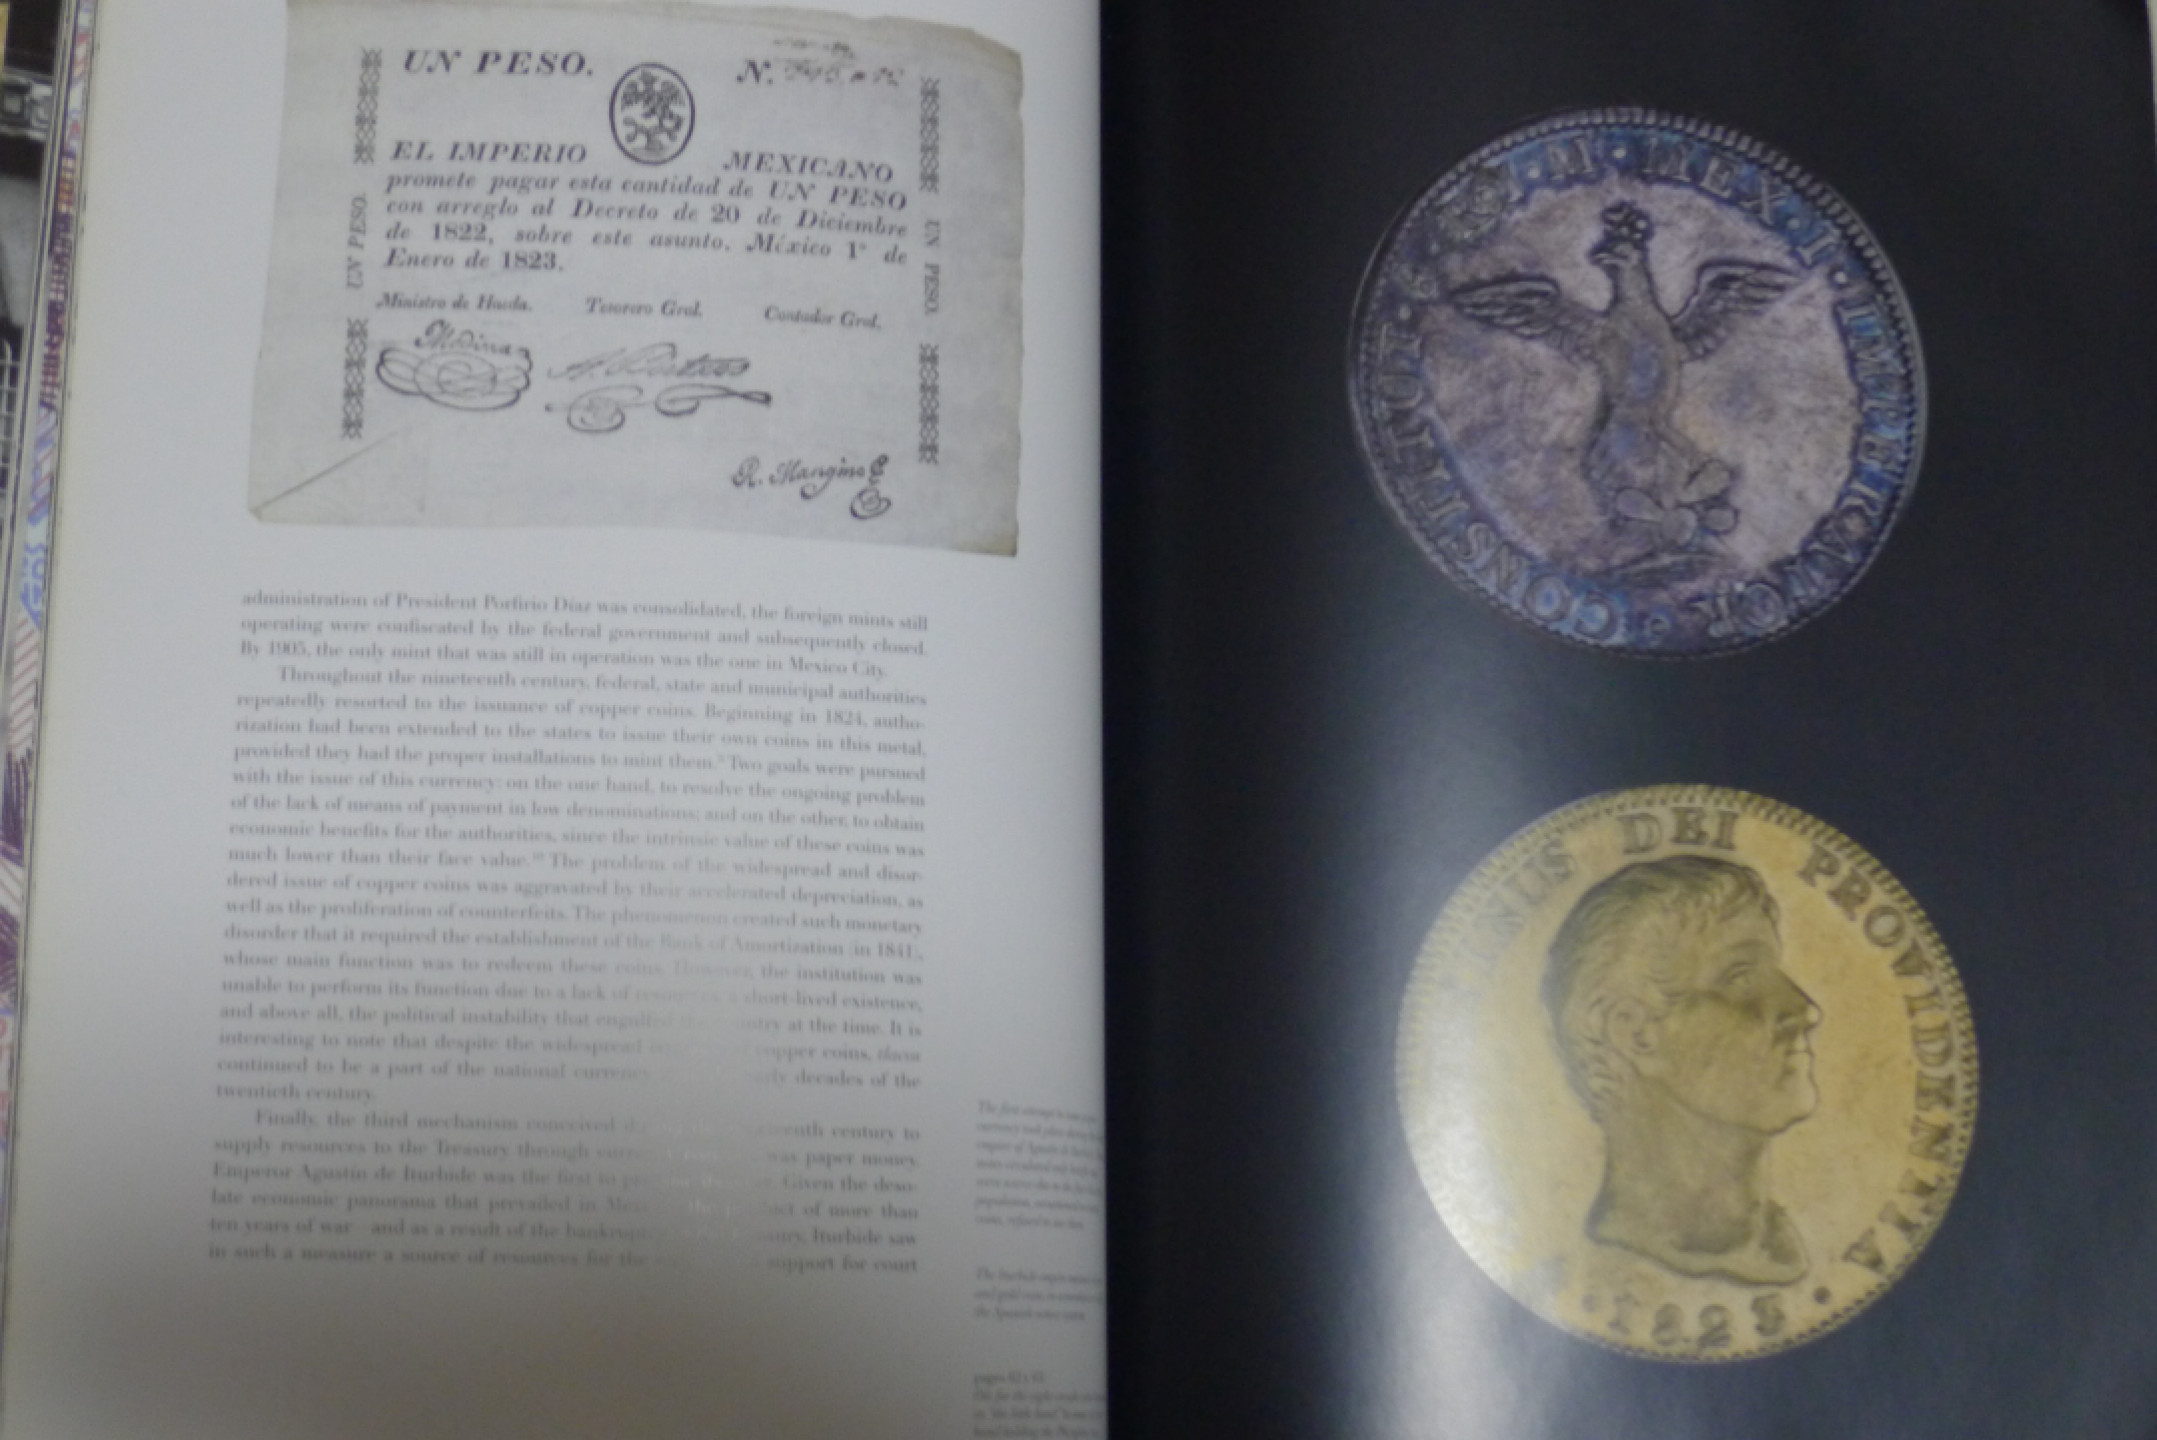 UN PESO.
N.
EL IMPERIO MEXICANO
promete pagar esta cantidad de UN PESO
con arreglo al Decreto de 20 de Diciembre
de 1822, sobre este asunto. México 1º de
Enero de 1823.
UN PESO.
UN PESO.
Ministro de Hacda. Tesorero Gral. Contador Gral.
Medina
R. Mangino
administration of President Porfirio Díaz was consolidated, the foreign mints still
operating were confiscated by the federal government and subsequently closed.
By 1905, the only mint that was still in operation was the one in Mexico City.
Throughout the nineteenth century, federal, state and municipal authorities
repeatedly resorted to the issuance of copper coins. Beginning in 1824, autho-
rization had been extended to the states to issue their own coins in this metal,
provided they had the proper installations to mint them. Two goals were pursued
with the issue of this currency: on the one hand, to resolve the ongoing problem
of the lack of means of payment in low denominations; and on the other, to obtain
economic benefits for the authorities, since the intrinsic value of these coins was
much lower than their face value. The problem of the widespread and disor-
dered issue of copper coins was aggravated by their accelerated depreciation, as
well as the proliferation of counterfeits. The phenomenon created such monetary
disorder that it required the establishment of the Bank of Amortization (in 1841),
whose main function was to redeem these coins. However, the institution was
unable to perform its function due to a lack of resources, a short-lived existence,
and above all, the political instability that engulfed the country at the time. It is
interesting to note that despite the widespread copper coins, tlacos
continued to be a part of the national currency decades of the
twentieth century.
Finally, the third mechanism conceived century to
supply resources to the Treasury through was paper money.
Emperor Agustín de Iturbide was the first to Given the deso-
late economic panorama that prevailed in of more than
ten years of war and as a result of the Iturbide saw
in such a measure a source of resources for the support for court
The first attempt
the Spanish
CONSTITUT. I.M. MEX. I. IMPERATOR
DEI PROVIDENTIA
1823